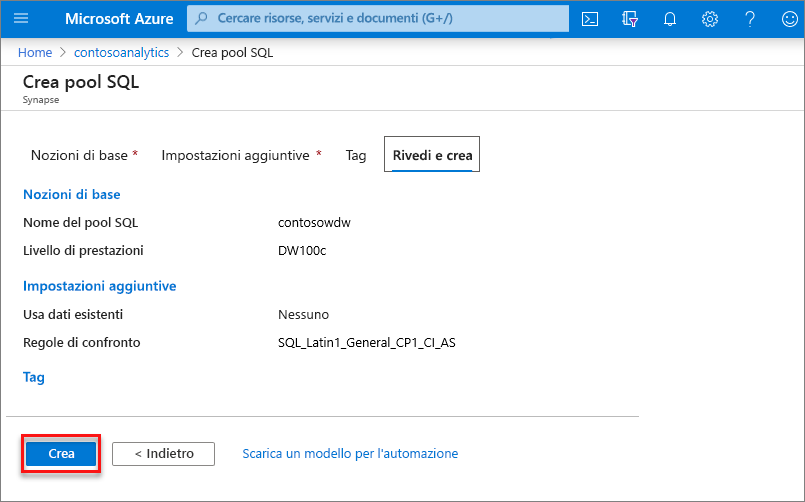 Microsoft Azure
Cercare risorse, servizi e documenti (G+/)
Home > contosoanalytics > Crea pool SQL
Crea pool SQL
Synapse
Nozioni di base * Impostazioni aggiuntive * Tag Rivedi e crea
Nozioni di base
Nome del pool SQL contosowdw
Livello di prestazioni DW100c
Impostazioni aggiuntive
Usa dati esistenti Nessuno
Regole di confronto SQL_Latin1_General_CP1_CI_AS
Tag
Crea < Indietro Scarica un modello per l'automazione